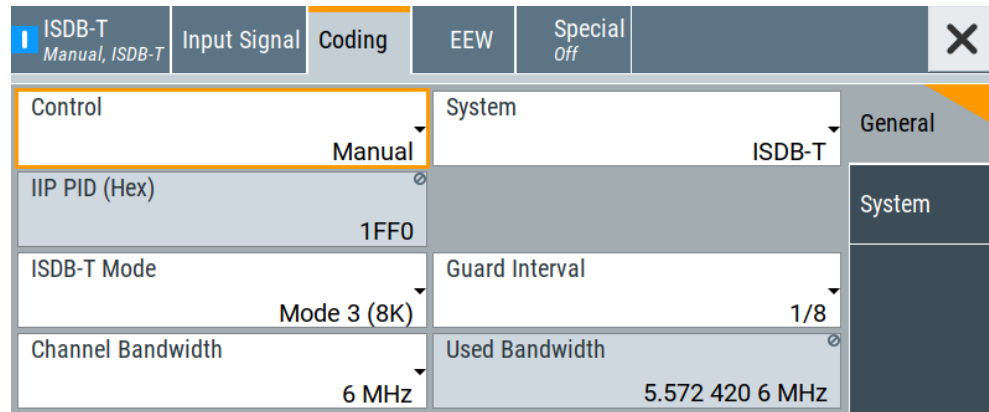 ISDB-T
Manual, ISDB-T
Input Signal
Coding
EEW
Special
Off
Control
Manual
System
ISDB-T
General
IIP PID (Hex)
1FF0
System
ISDB-T Mode
Mode 3 (8K)
Guard Interval
1/8
Channel Bandwidth
6 MHz
Used Bandwidth
5.572 420 6 MHz